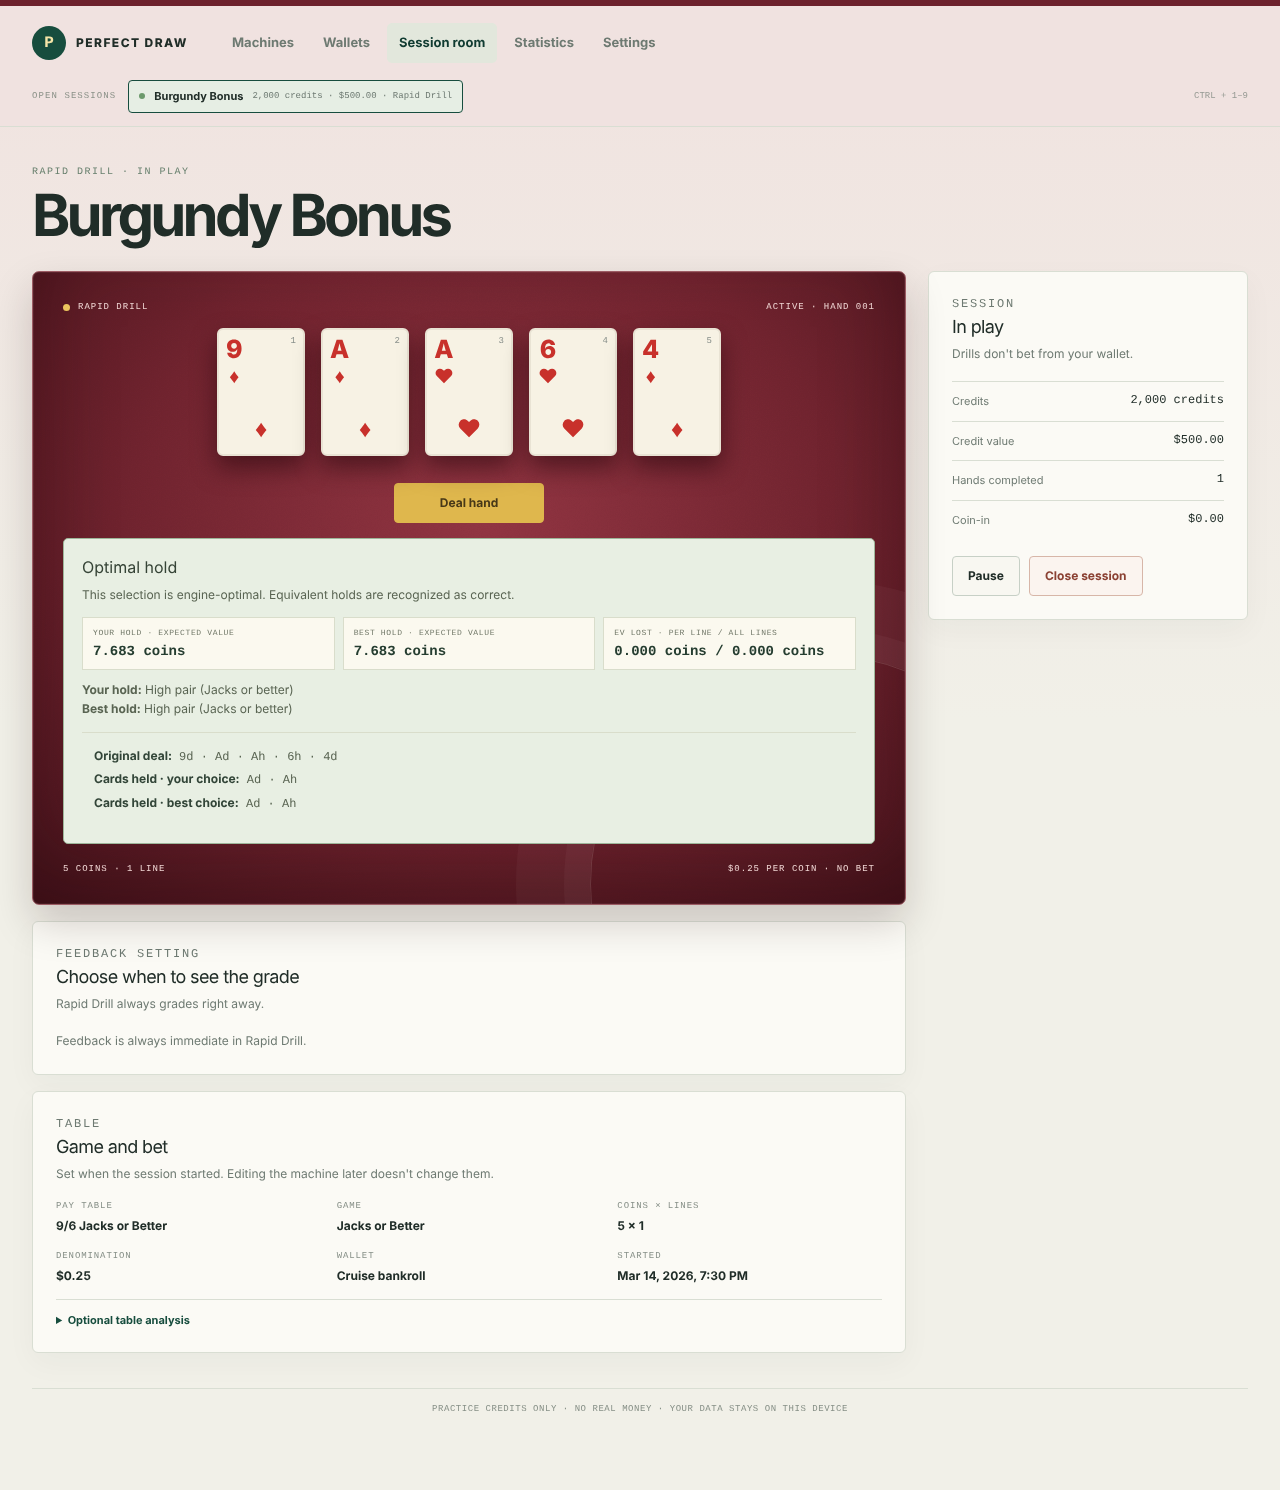 P PERFECT DRAW Machines Wallets Session room Statistics Settings
OPEN SESSIONS Burgundy Bonus 2,000 credits · $500.00 · Rapid Drill CTRL + 1–9
RAPID DRILL · IN PLAY
Burgundy Bonus
RAPID DRILL ACTIVE · HAND 001
9 1 A 2 A 3 6 4 4 5
♦ ♦ ♥ ♥ ♦
♦ ♦ ♥ ♥ ♦
Deal hand
Optimal hold
This selection is engine-optimal. Equivalent holds are recognized as correct.
YOUR HOLD · EXPECTED VALUE BEST HOLD · EXPECTED VALUE EV LOST · PER LINE / ALL LINES
7.683 coins 7.683 coins 0.000 coins / 0.000 coins
Your hold: High pair (Jacks or better)
Best hold: High pair (Jacks or better)
Original deal: 9d · Ad · Ah · 6h · 4d
Cards held · your choice: Ad · Ah
Cards held · best choice: Ad · Ah
5 COINS · 1 LINE $0.25 PER COIN · NO BET
SESSION
In play
Drills don't bet from your wallet.
Credits 2,000 credits
Credit value $500.00
Hands completed 1
Coin-in $0.00
Pause Close session
FEEDBACK SETTING
Choose when to see the grade
Rapid Drill always grades right away.
Feedback is always immediate in Rapid Drill.
TABLE
Game and bet
Set when the session started. Editing the machine later doesn't change them.
PAY TABLE GAME COINS × LINES
9/6 Jacks or Better Jacks or Better 5 × 1
DENOMINATION WALLET STARTED
$0.25 Cruise bankroll Mar 14, 2026, 7:30 PM
▶ Optional table analysis
PRACTICE CREDITS ONLY · NO REAL MONEY · YOUR DATA STAYS ON THIS DEVICE